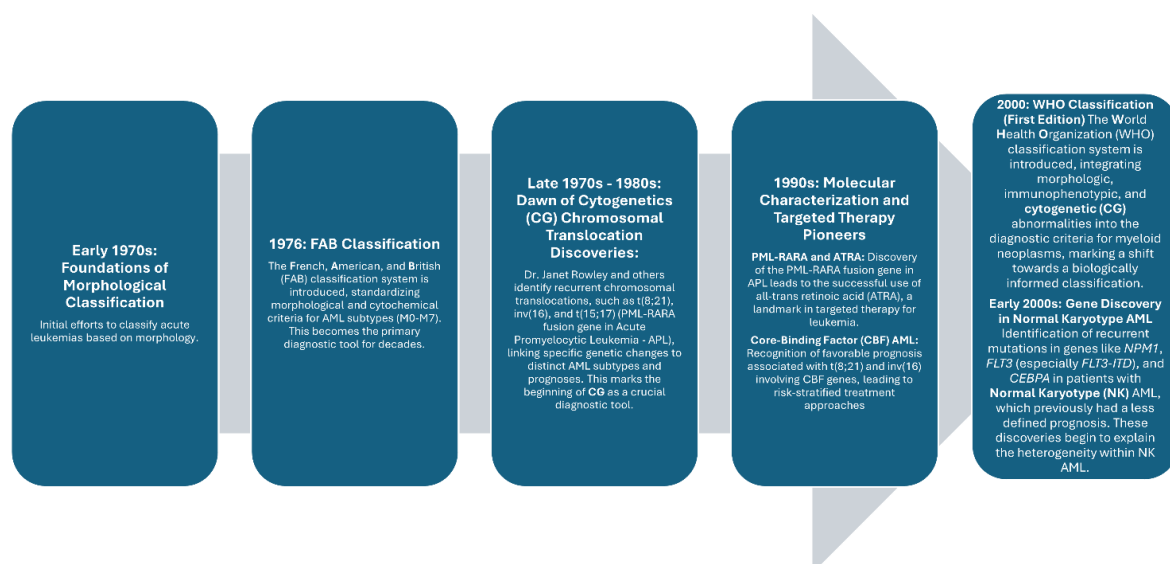 Early 1970s:
Foundations of
Morphological
Classification
Initial efforts to classify acute
leukemias based on morphology.
1976: FAB Classification
The French, American, and British
(FAB) classification system is
introduced, standardizing
morphological and cytochemical
criteria for AML subtypes (M0-M7).
This becomes the primary
diagnostic tool for decades.
Late 1970s - 1980s:
Dawn of Cytogenetics
(CG) Chromosomal
Translocation
Discoveries:
Dr. Janet Rowley and others
identify recurrent chromosomal
translocations, such as t(8;21),
inv(16), and t(15;17) (PML-RARA
fusion gene in Acute
Promyelocytic Leukemia - APL),
linking specific genetic changes to
distinct AML subtypes and
prognoses. This marks the
beginning of CG as a crucial
diagnostic tool.
1990s: Molecular
Characterization and
Targeted Therapy
Pioneers
PML-RARA and ATRA: Discovery
of the PML-RARA fusion gene in
APL leads to the successful use of
all-trans retinoic acid (ATRA), a
landmark in targeted therapy for
leukemia.
Core-Binding Factor (CBF) AML:
Recognition of favorable prognosis
associated with t(8;21) and inv(16)
involving CBF genes, leading to
risk-stratified treatment
approaches
2000: WHO Classification
(First Edition) The World
Health Organization (WHO)
classification system is
introduced, integrating
morphologic,
immunophenotypic, and
cytogenetic (CG)
abnormalities into the
diagnostic criteria for myeloid
neoplasms, marking a shift
towards a biologically
informed classification.
Early 2000s: Gene Discovery
in Normal Karyotype AML
Identification of recurrent
mutations in genes like NPM1,
FLT3 (especially FLT3-ITD), and
CEBPA in patients with
Normal Karyotype (NK) AML,
which previously had a less
defined prognosis. These
discoveries begin to explain
the heterogeneity within NK
AML.